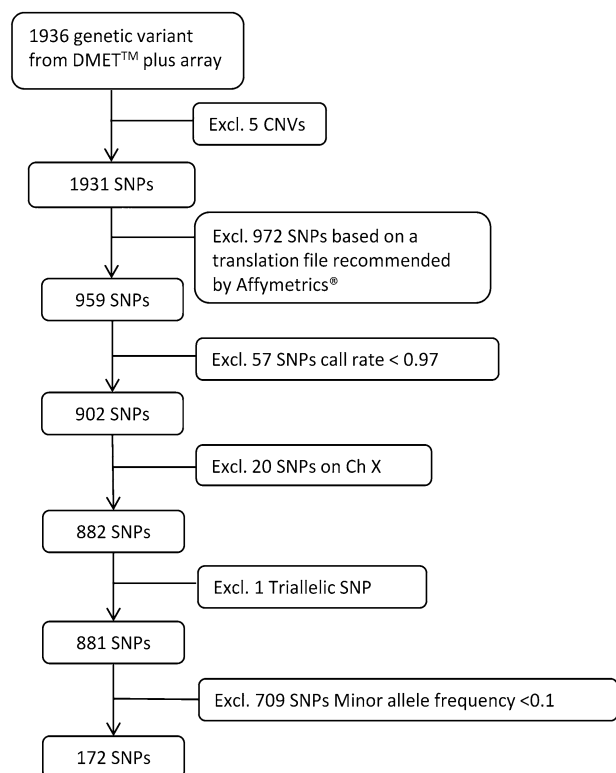 1936 genetic variant
from DMET™ plus array
Excl. 5 CNVs
1931 SNPs
Excl. 972 SNPs based on a
translation file recommended
by Affymetrics®
959 SNPs
Excl. 57 SNPs call rate < 0.97
902 SNPs
Excl. 20 SNPs on Ch X
882 SNPs
Excl. 1 Triallelic SNP
881 SNPs
Excl. 709 SNPs Minor allele frequency <0.1
172 SNPs